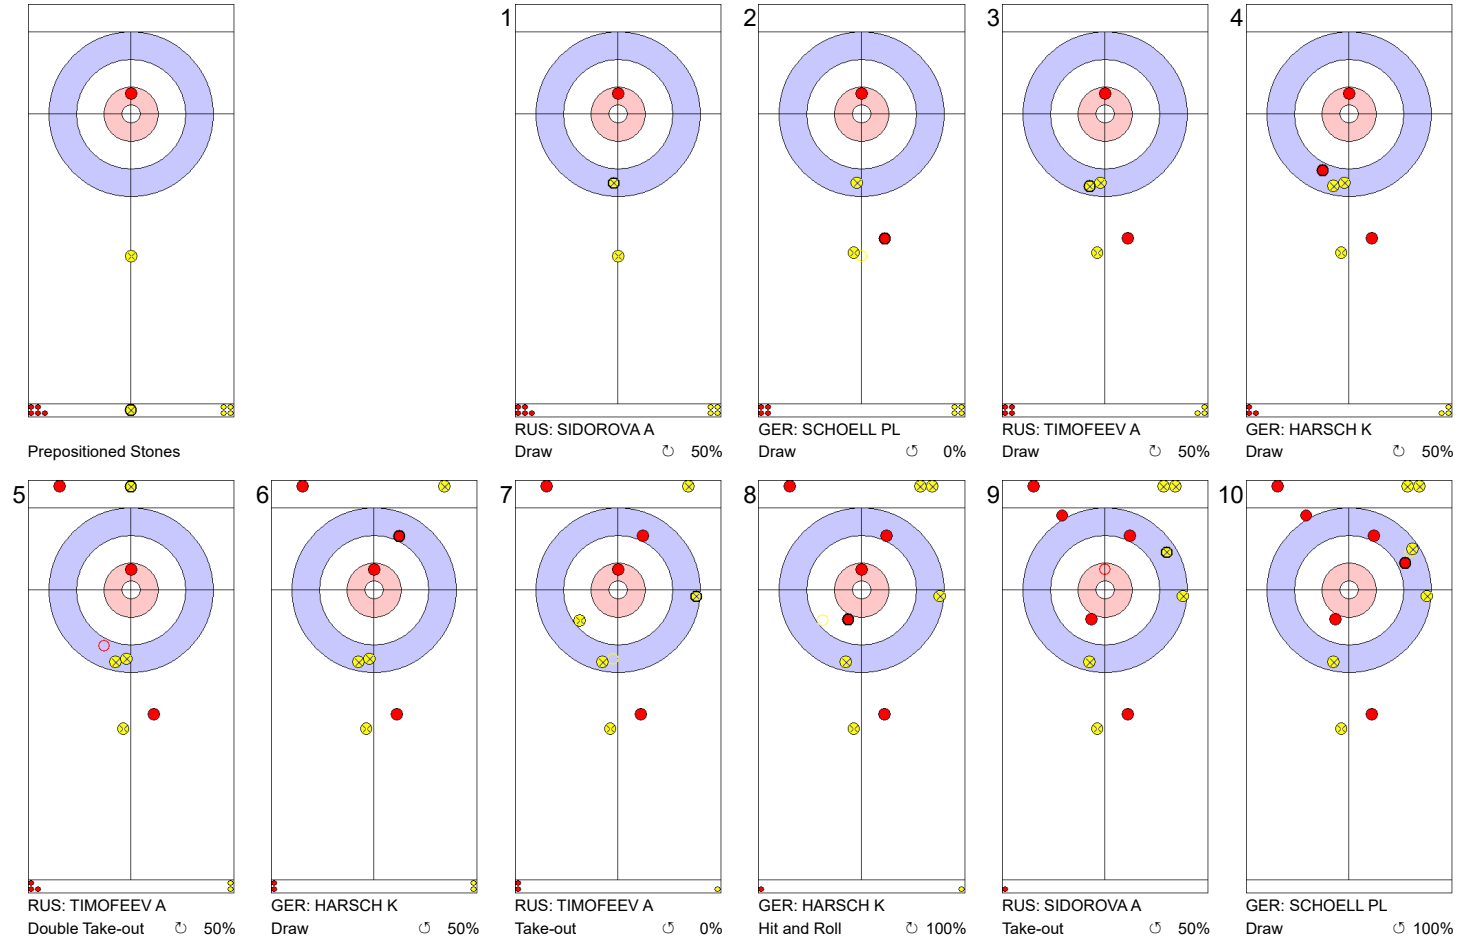 1
2
3
4
Prepositioned Stones
RUS: SIDOROVA A
Draw ↻ 50%
GER: SCHOELL PL
Draw ↺ 0%
RUS: TIMOFEEV A
Draw ↻ 50%
GER: HARSCH K
Draw ↻ 50%
5
6
7
8
9
10
RUS: TIMOFEEV A
Double Take-out ↻ 50%
GER: HARSCH K
Draw ↺ 50%
RUS: TIMOFEEV A
Take-out ↺ 0%
GER: HARSCH K
Hit and Roll ↻ 100%
RUS: SIDOROVA A
Take-out ↺ 50%
GER: SCHOELL PL
Draw ↺ 100%